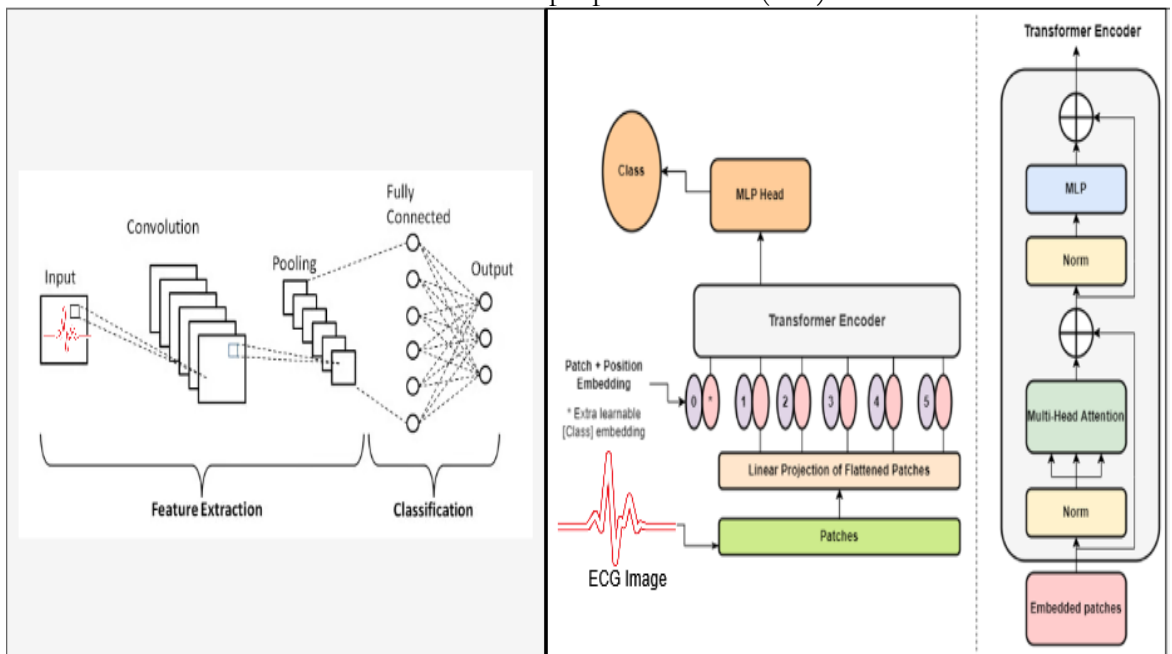 Fully
Connected
Convolution
Pooling
Input
Output
Feature Extraction
Classification
Class
MLP Head
Transformer Encoder
Patch + Position
Embedding
0 * 1 2 3 4 5
* Extra learnable
[Class] embedding
Linear Projection of Flattened Patches
Patches
ECG Image
Transformer Encoder
MLP
Norm
Multi-Head Attention
Norm
Embedded patches